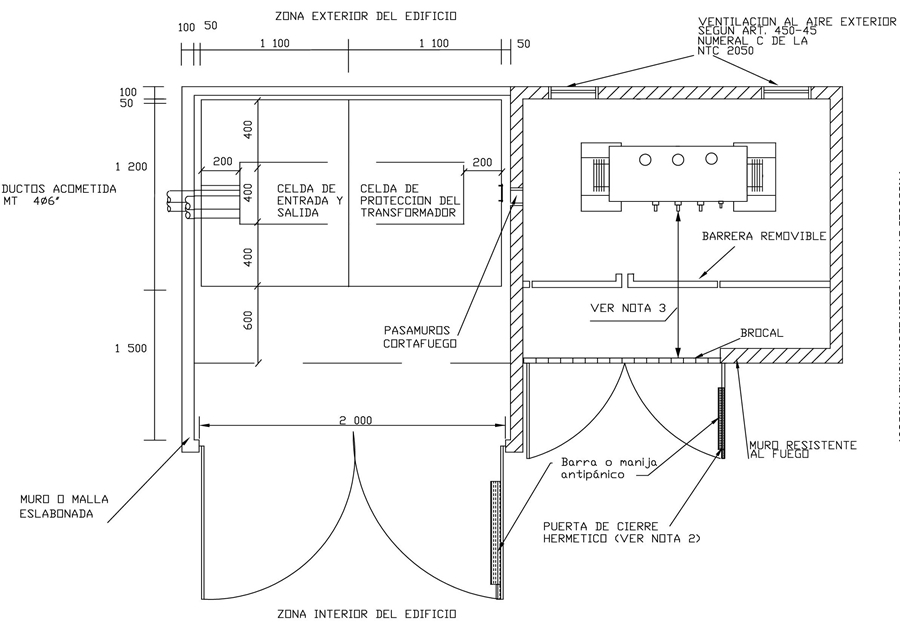 ZONA EXTERIOR DEL EDIFICIO
VENTILACION AL AIRE EXTERIOR
SEGUN ART. 450-45
NUMERAL C DE LA
NTC 2050
100 50
1 100
1 100
50
100
50
1 200
DUCTOS ACOMETIDA
MT 4Ø6"
1 500
400
200
400
400
600
200
CELDA DE
ENTRADA Y
SALIDA
CELDA DE
PROTECCION DEL
TRANSFORMADOR
BARRERA REMOVIBLE
VER NOTA 3
PASAMUROS
CORTAFUEGO
BROCAL
2 000
MURO RESISTENTE
AL FUEGO
Barra o manija
antipánico
MURO O MALLA
ESLABONADA
PUERTA DE CIERRE
HERMETICO (VER NOTA 2)
ZONA INTERIOR DEL EDIFICIO